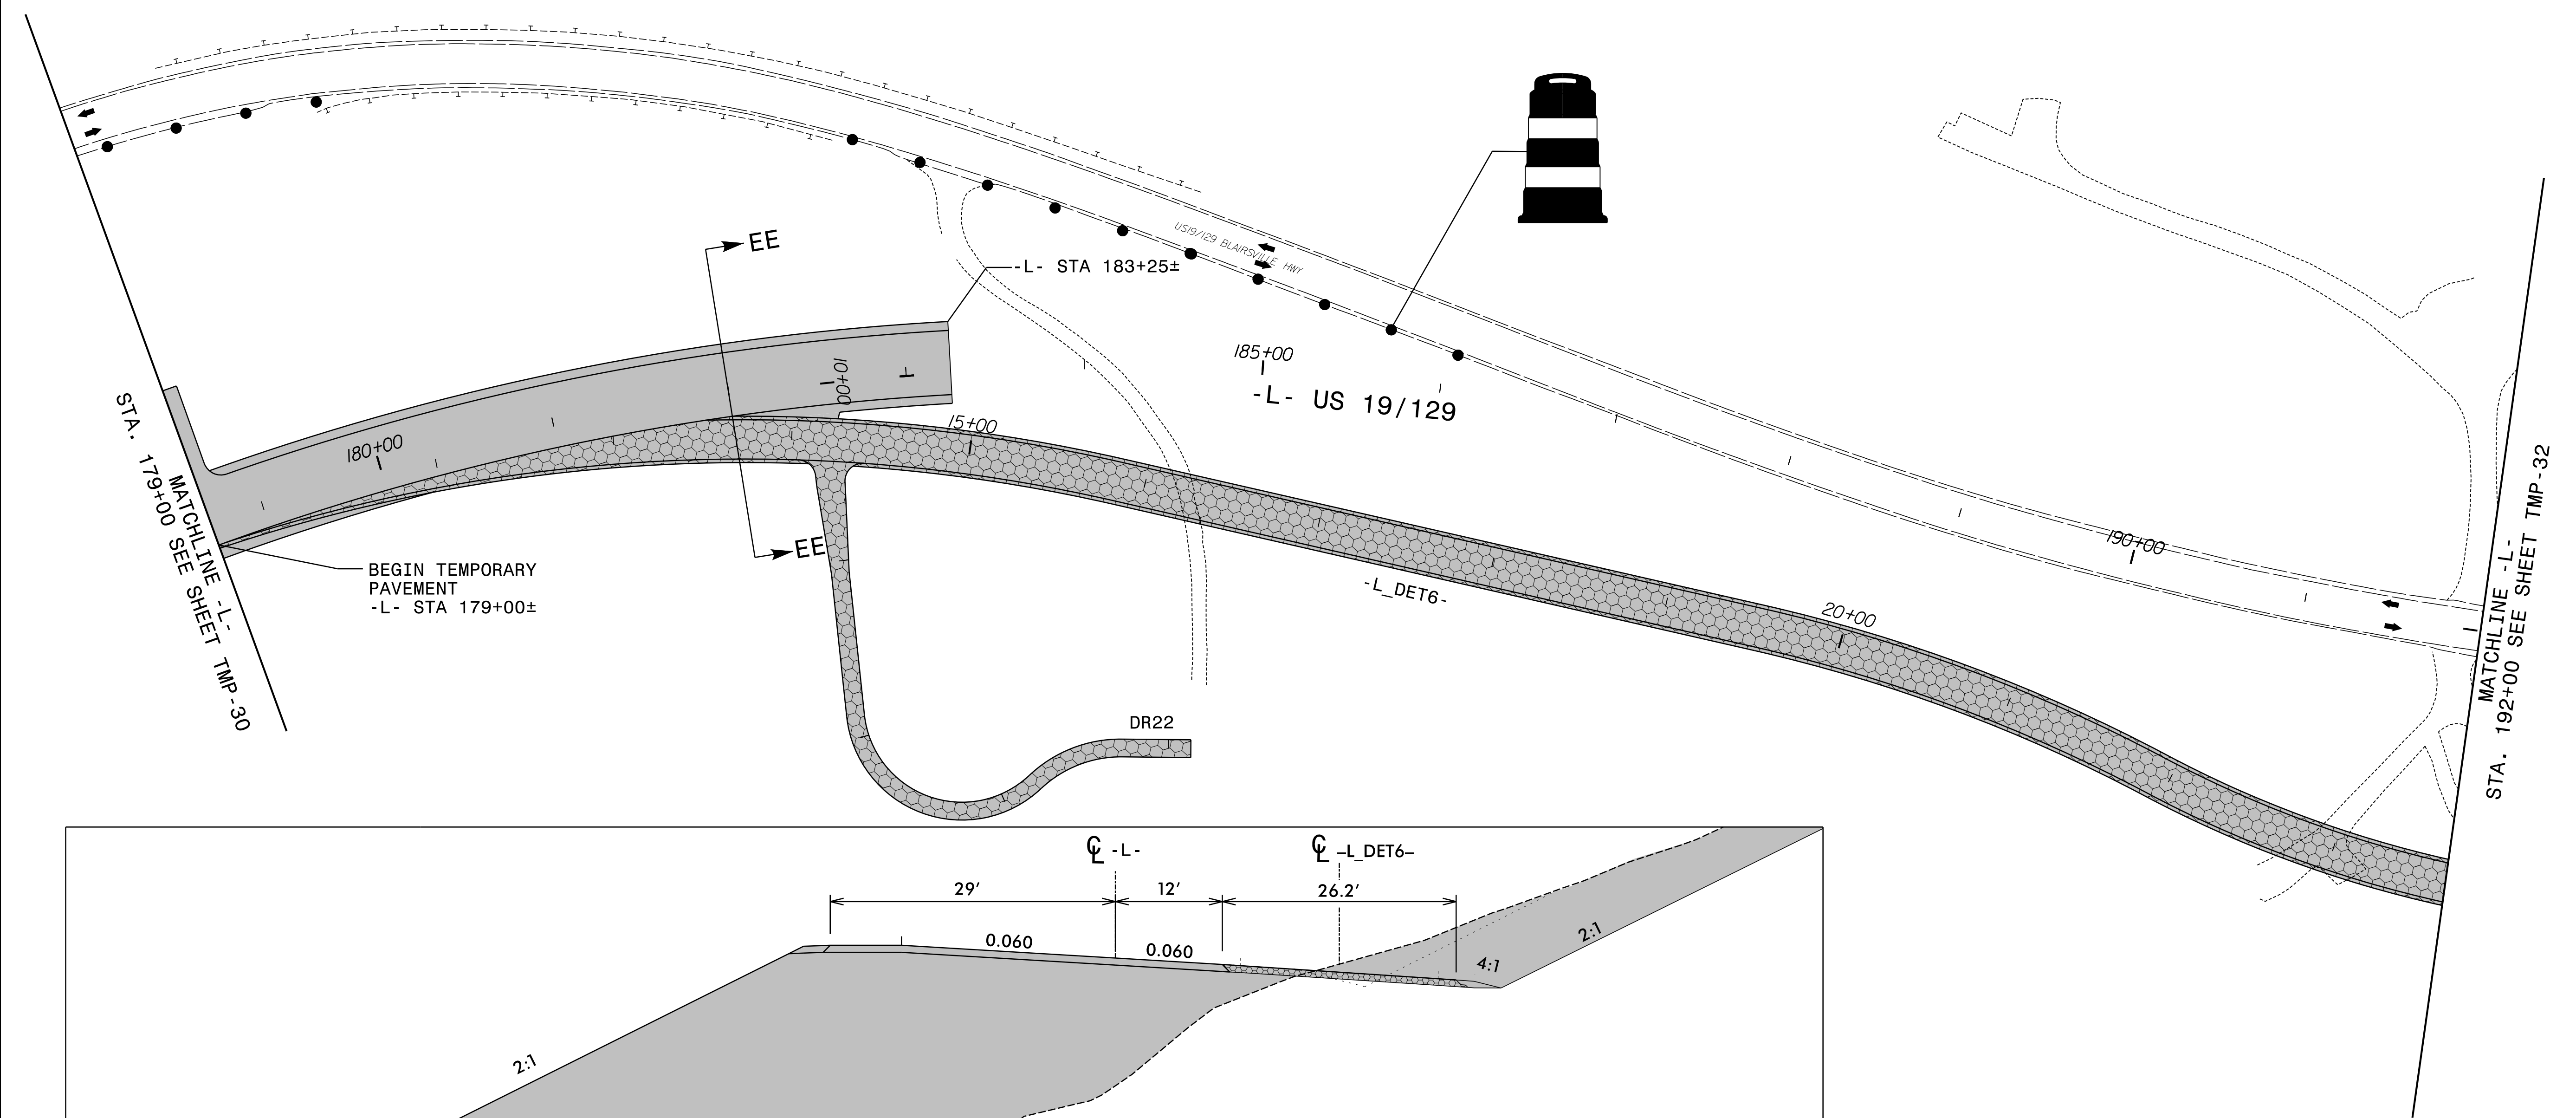 EE
-L- STA 183+25±
US19/129 BLAIRSVILLE HWY
185+00
-L- US 19/129
10+00
15+00
180+00
STA. 179+00 SEE SHEET TMP-30
MATCHLINE -L-
BEGIN TEMPORARY
PAVEMENT
-L- STA 179+00±
EE
-L_DET6-
20+00
190+00
MATCHLINE -L-
STA. 192+00 SEE SHEET TMP-32
DR22
℄ -L-
℄ -L_DET6-
29'
12'
26.2'
0.060
0.060
4:1
2:1
2:1